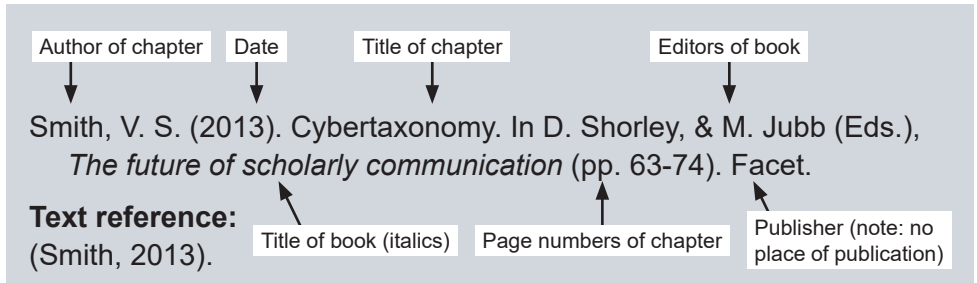 Author of chapter Date Title of chapter Editors of book
Smith, V. S. (2013). Cybertaxonomy. In D. Shorley, & M. Jubb (Eds.),
The future of scholarly communication (pp. 63-74). Facet.
Text reference:
(Smith, 2013).
Title of book (italics)
Page numbers of chapter
Publisher (note: no
place of publication)